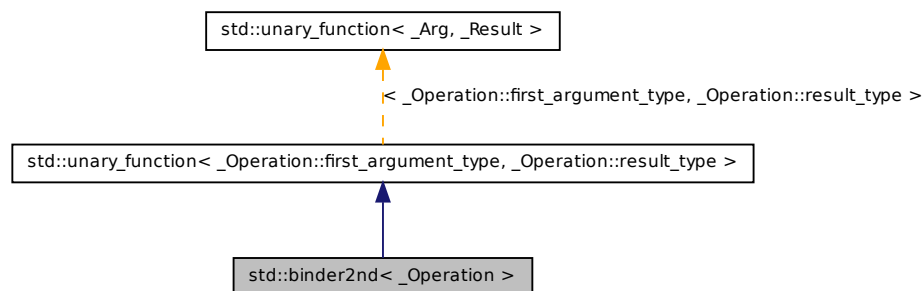 std::unary_function< _Arg, _Result >
< _Operation::first_argument_type, _Operation::result_type >
std::unary_function< _Operation::first_argument_type, _Operation::result_type >
std::binder2nd< _Operation >